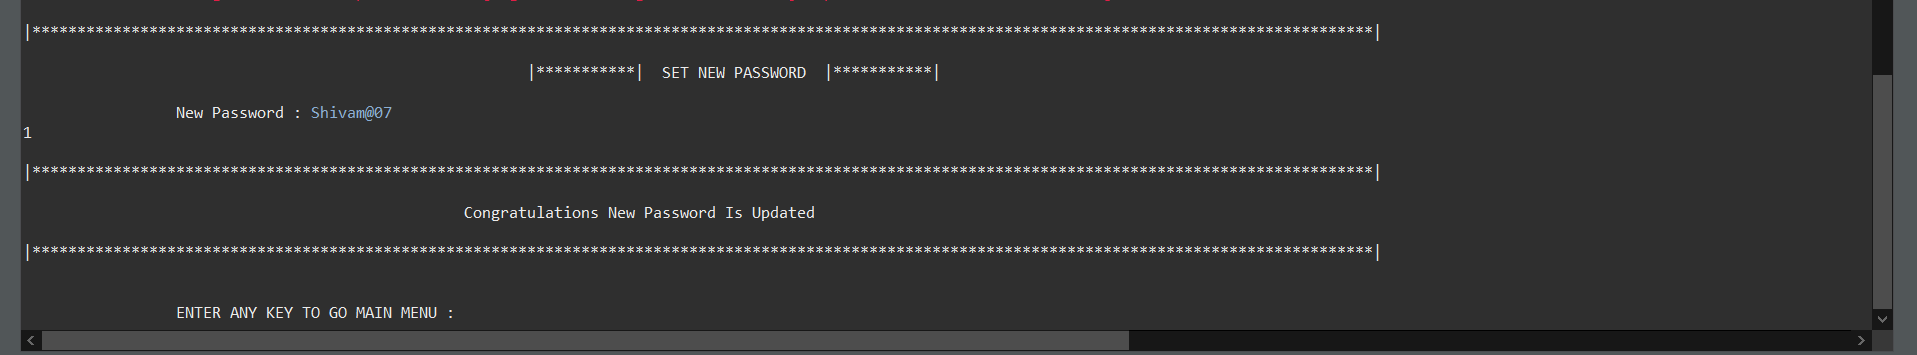 |*****************************************************************************************************************************************************|
|***********|  SET NEW PASSWORD  |***********|
New Password : Shivam@07
1
|*****************************************************************************************************************************************************|
Congratulations New Password Is Updated
|*****************************************************************************************************************************************************|
ENTER ANY KEY TO GO MAIN MENU :